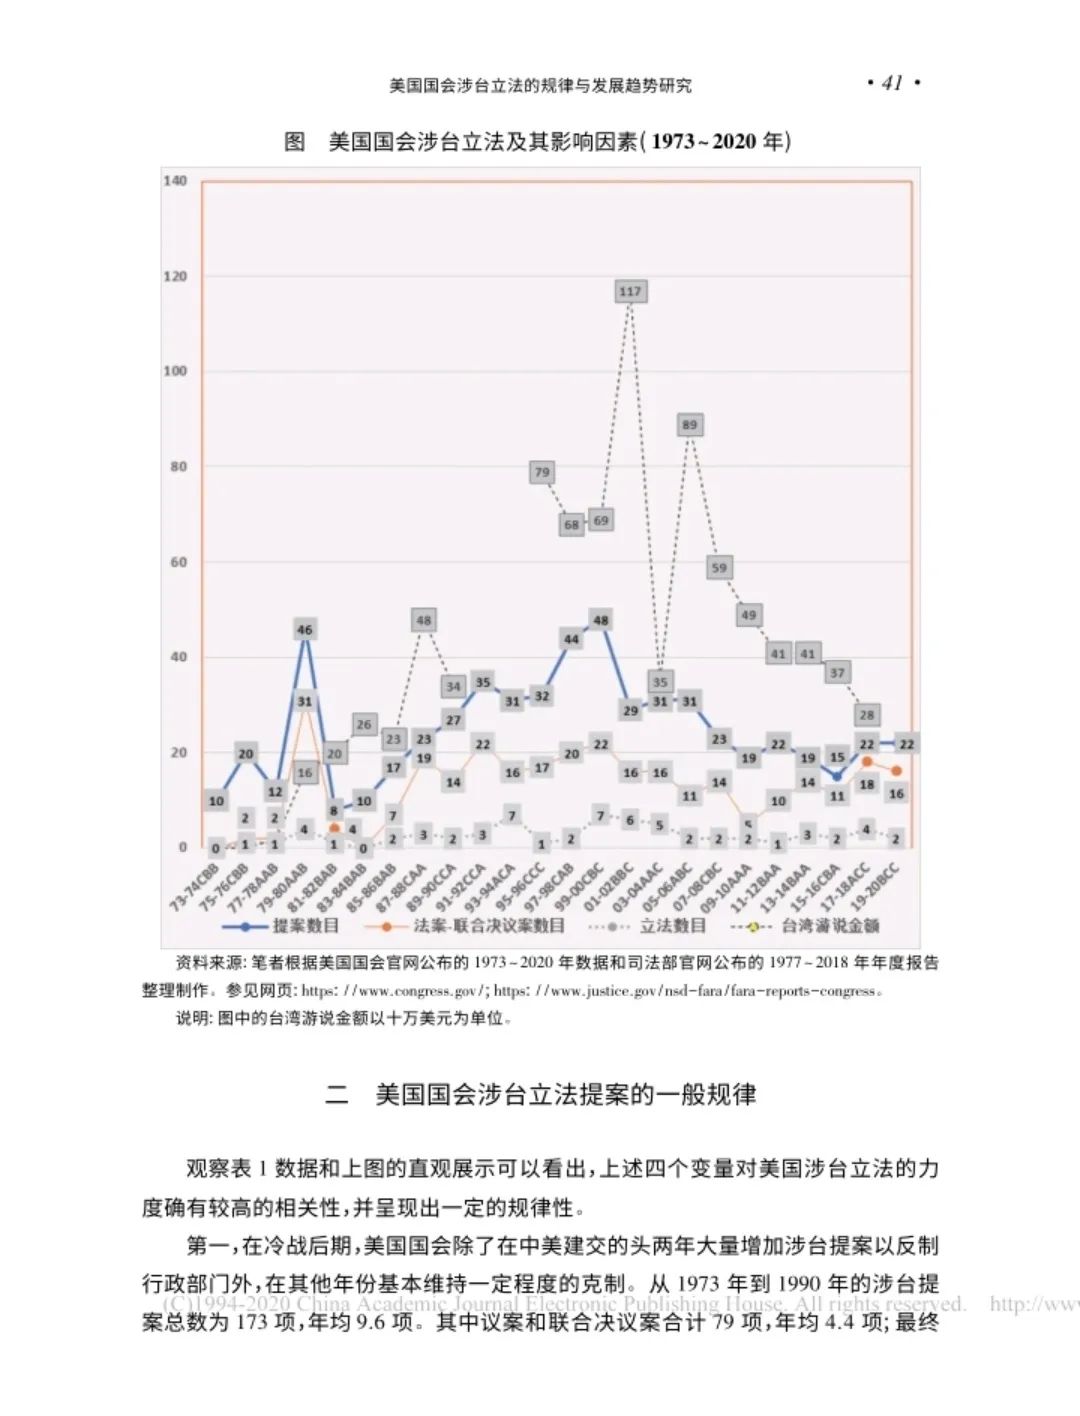 美国国会涉台立法的规律与发展趋势研究
• 41 •
图 美国国会涉台立法及其影响因素(1973~2020 年)
140
120
100
80
60
40
20
0
117
89
79
68 69
59
49
41 41
37
28
48
34
35
26
23
20
16
46
48
44
35
31 32
29
31 31
27
23
23
19
22
19
15
22
22
20
17
12
10
8
10
31
19
14
22
16
17
20
22
16
16
11
14
5
10
14
11
18
16
7
4
2
2
0
1
1
4
1
0
2
3
2
3
7
1
2
7
6
5
2
2
2
1
3
2
4
2
73-74CBB
75-76CBB
77-78AAB
79-80AAB
81-82BAB
83-84BAB
85-86BAB
87-88CAA
89-90CCA
91-92CCA
93-94ACA
95-96CCC
97-98CAB
99-00CBC
01-02BBC
03-04AAC
05-06ABC
07-08CBC
09-10AAA
11-12BAA
13-14BAA
15-16CBA
17-18ACC
19-20BCC
提案数目 法案-联合决议案数目 立法数目 台湾游说金额
资料来源: 笔者根据美国国会官网公布的 1973~2020 年数据和司法部官网公布的 1977~2018 年年度报告
整理制作。参见网页: https: //www.congress.gov/; https: //www.justice.gov/nsd-fara/fara-reports-congress。
说明: 图中的台湾游说金额以十万美元为单位。
二 美国国会涉台立法提案的一般规律
观察表 1 数据和上图的直观展示可以看出,上述四个变量对美国涉台立法的力
度确有较高的相关性,并呈现出一定的规律性。
第一,在冷战后期,美国国会除了在中美建交的头两年大量增加涉台提案以反制
行政部门外,在其他年份基本维持一定程度的克制。从 1973 年到 1990 年的涉台提
(C)1994-2020 China Academic Journal Electronic Publishing House. All rights reserved. http://www
案总数为 173 项,年均 9.6 项。其中议案和联合决议案合计 79 项,年均 4.4 项; 最终